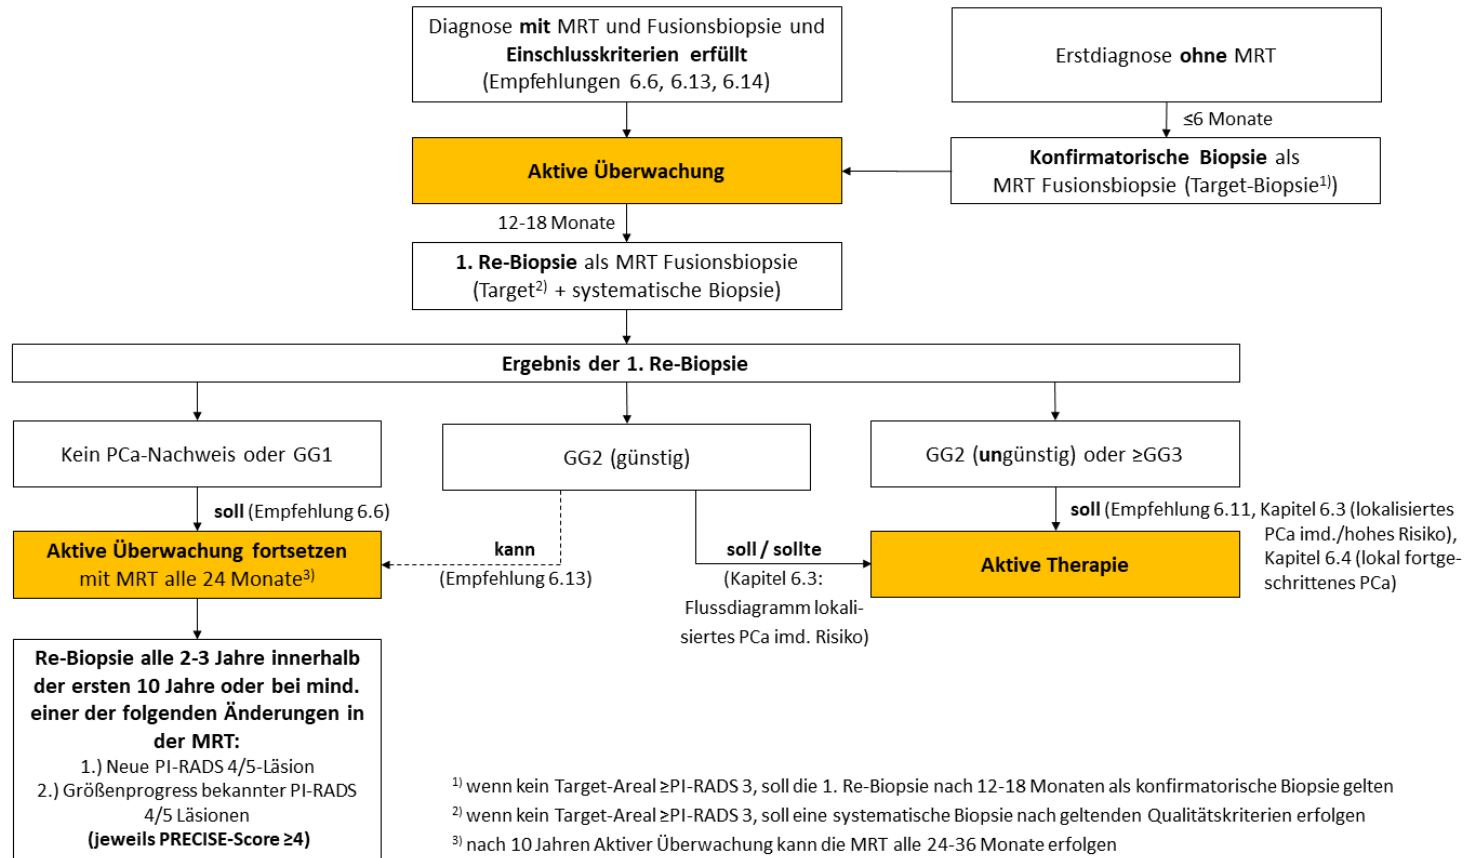 Diagnose mit MRT und Fusionsbiopsie und
Einschlusskriterien erfüllt
(Empfehlungen 6.6, 6.13, 6.14)
Erstdiagnose ohne MRT
≤6 Monate
Aktive Überwachung
Konfirmatorische Biopsie als
MRT Fusionsbiopsie (Target-Biopsie1))
12-18 Monate
1. Re-Biopsie als MRT Fusionsbiopsie
(Target2) + systematische Biopsie)
Ergebnis der 1. Re-Biopsie
Kein PCa-Nachweis oder GG1
GG2 (günstig)
GG2 (ungünstig) oder ≥GG3
soll (Empfehlung 6.6)
soll (Empfehlung 6.11, Kapitel 6.3 (lokalisiertes
PCa imd./hohes Risiko),
Kapitel 6.4 (lokal fortge-
schrittenes PCa)
Aktive Überwachung fortsetzen
mit MRT alle 24 Monate3)
kann
(Empfehlung 6.13)
soll / sollte
(Kapitel 6.3:
Flussdiagramm lokali-
siertes PCa imd. Risiko)
Aktive Therapie
Re-Biopsie alle 2-3 Jahre innerhalb
der ersten 10 Jahre oder bei mind.
einer der folgenden Änderungen in
der MRT:
1.) Neue PI-RADS 4/5-Läsion
2.) Größenprogress bekannter PI-RADS
4/5 Läsionen
(jeweils PRECISE-Score ≥4)
1) wenn kein Target-Areal ≥PI-RADS 3, soll die 1. Re-Biopsie nach 12-18 Monaten als konfirmatorische Biopsie gelten
2) wenn kein Target-Areal ≥PI-RADS 3, soll eine systematische Biopsie nach geltenden Qualitätskriterien erfolgen
3) nach 10 Jahren Aktiver Überwachung kann die MRT alle 24-36 Monate erfolgen